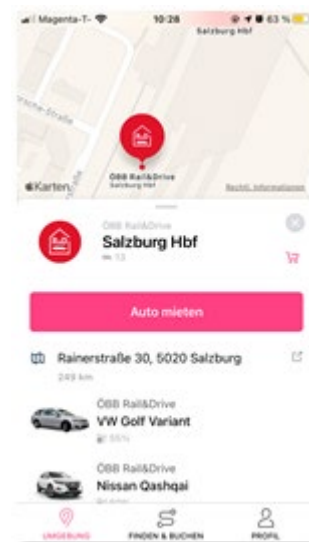 Magenta-T- 10:28 63 %
Salzburg Hbf
ÖBB Rail&Drive
Salzburg Hbf
Karten
Rechtl. Informationen
ÖBB Rail&Drive
Salzburg Hbf
13
Auto mieten
Rainerstraße 30, 5020 Salzburg
249 km
ÖBB Rail&Drive
VW Golf Variant
55%
ÖBB Rail&Drive
Nissan Qashqai
UMGEBUNG FINDEN & BUCHEN PROFIL